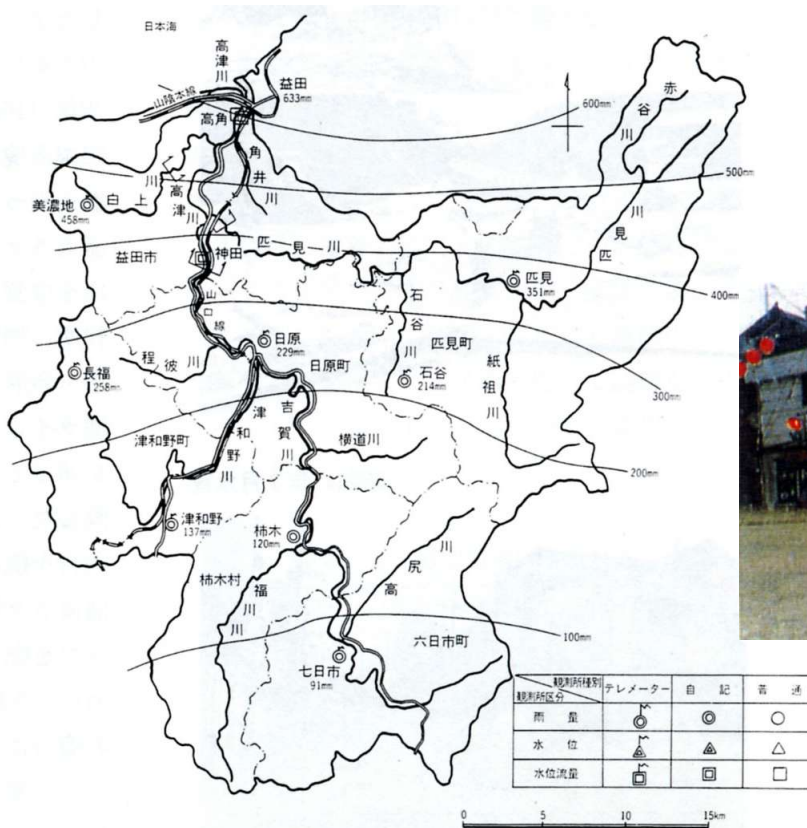 日本海
高津川
益田
633mm
山陰本線
高角
角井川
600mm
赤谷川
500mm
高津川
白上川
美濃地
458mm
匹見川
益田市
神田
匹見
351mm
匹見
400mm
山口線
石谷川
匹見町
紙祖川
日原
229mm
日原町
程彼川
長福
258mm
石谷
214mm
300mm
津和野川
吉賀川
横道川
津和野町
200mm
津和野
137mm
柿木
120mm
高尻川
柿木村
福川川
六日市町
100mm
七日市
91mm
観測所種別
観測所区分
テレメーター
自記
普通
雨量
水位
水位流量
0 5 10 15km